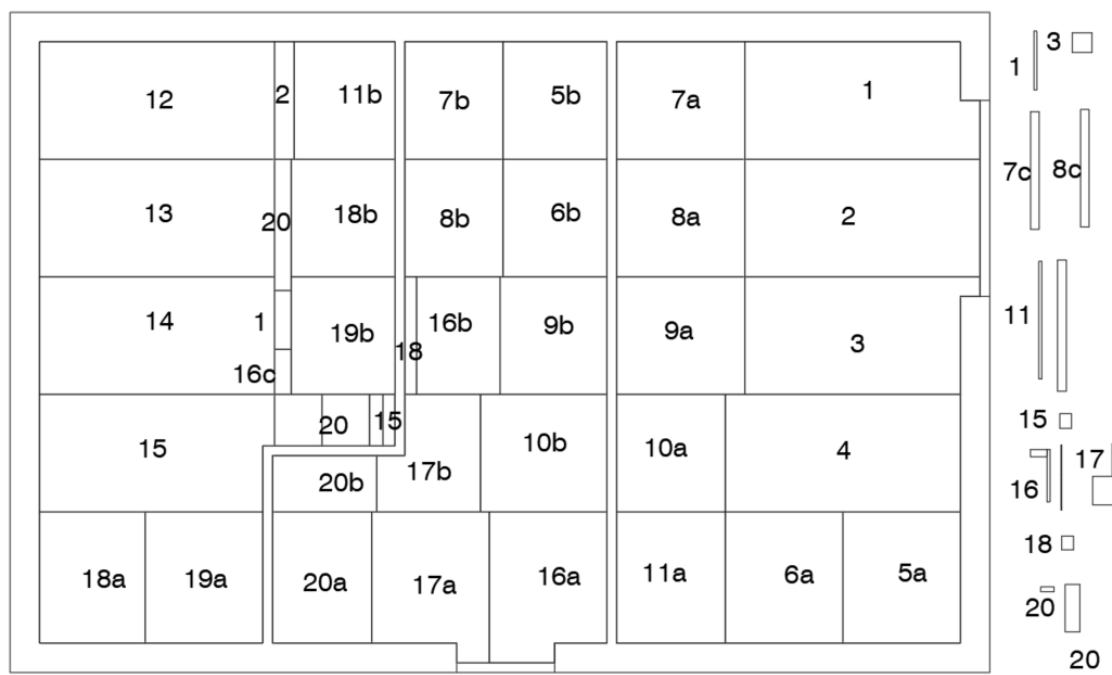 12 2 11b 7b 5b 7a 1 1 3
13 20 18b 8b 6b 8a 2 7c 8c
14 1 19b 18 16b 9b 9a 3 11
16c
15 20 15 17b 10b 10a 4 15
20b 16 17
18a 19a 20a 17a 16a 11a 6a 5a 18
20
20